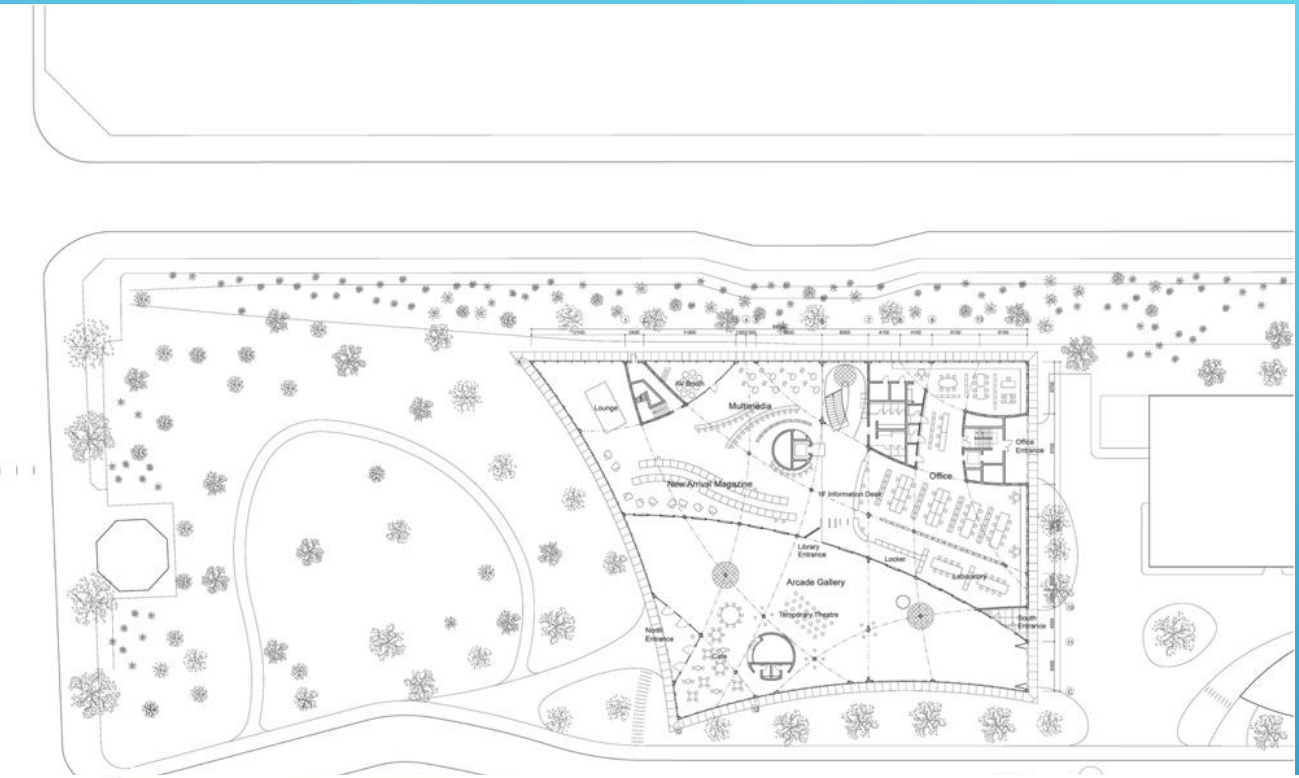 AV Booth
Lounge
Multimedia
Office
Entrance
Office
New Arrival Magazine
1F Information Desk
Library
Entrance
Locker
Laboratory
Arcade Gallery
Temporary Theatre
South
Entrance
North
Entrance
Cafe